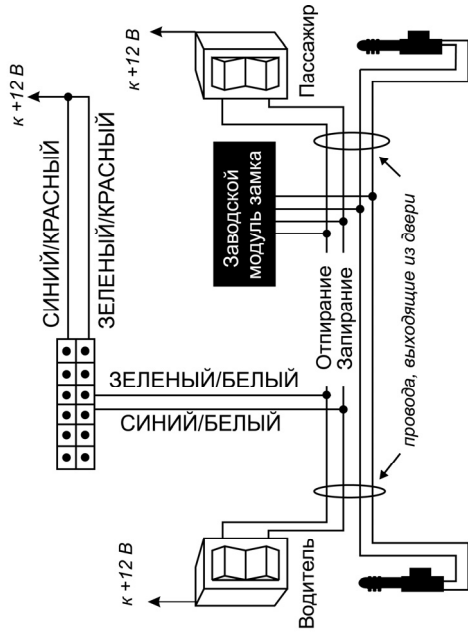 к +12 В
СИНИЙ/КРАСНЫЙ
ЗЕЛЕНЫЙ/КРАСНЫЙ
к +12 В
Пассажир
Заводской
модуль замка
ЗЕЛЕНЫЙ/БЕЛЫЙ
СИНИЙ/БЕЛЫЙ
Отпирание
Запирание
провода, выходящие из двери
к +12 В
Водитель